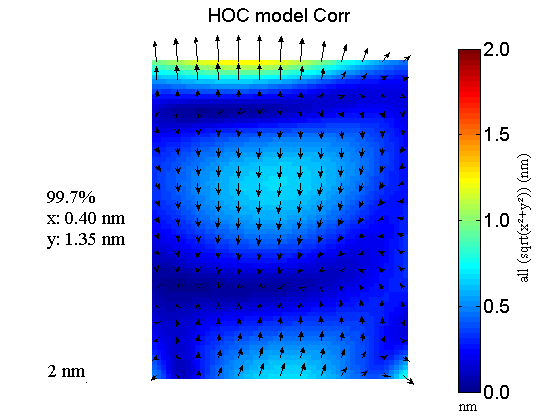 HOC model Corr
99.7%
x: 0.40 nm
y: 1.35 nm
2 nm
2.0
1.5
1.0
0.5
0.0
nm
all (sqrt(x²+y²)) (nm)